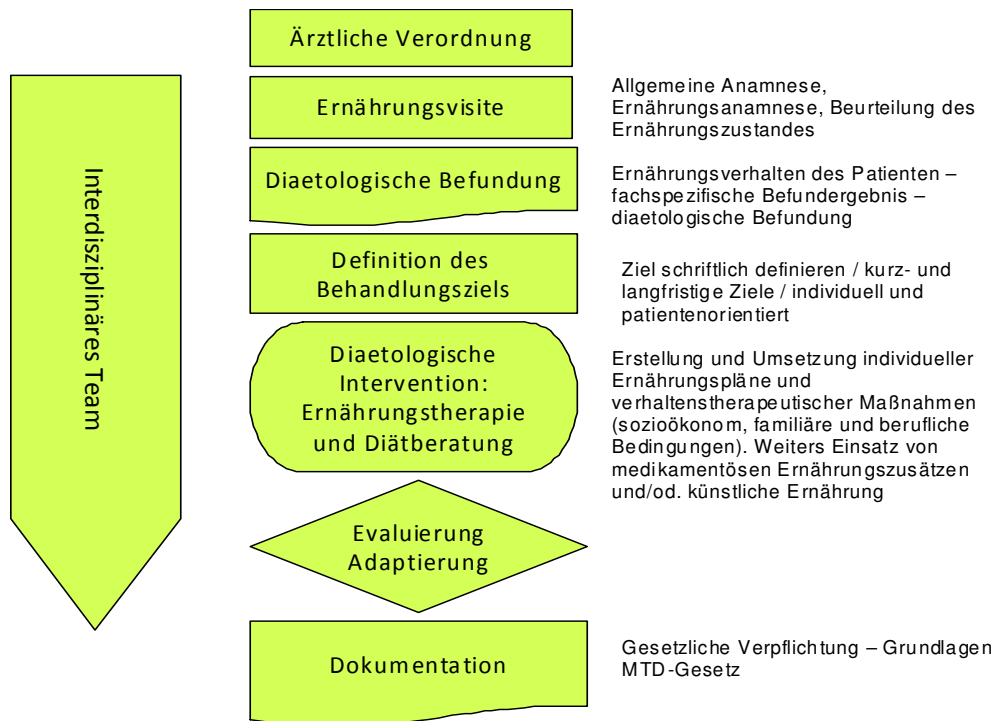 Ärztliche Verordnung
Interdisziplinäres Team
Ernährungsvisite
Allgemeine Anamnese,
Ernährungsanamnese, Beurteilung des
Ernährungszustandes
Diaetologische Befundung
Ernährungsverhalten des Patienten –
fachspezifische Befundergebnis –
diaetologische Befundung
Definition des
Behandlungsziels
Ziel schriftlich definieren / kurz- und
langfristige Ziele / individuell und
patientenorientiert
Diaetologische
Intervention:
Ernährungstherapie
und Diätberatung
Erstellung und Umsetzung individueller
Ernährungspläne und
verhaltenstherapeutischer Maßnahmen
(sozioökonom, familiäre und berufliche
Bedingungen). Weiters Einsatz von
medikamentösen Ernährungszusätzen
und/od. künstliche Ernährung
Evaluierung
Adaptierung
Dokumentation
Gesetzliche Verpflichtung – Grundlagen
MTD-Gesetz